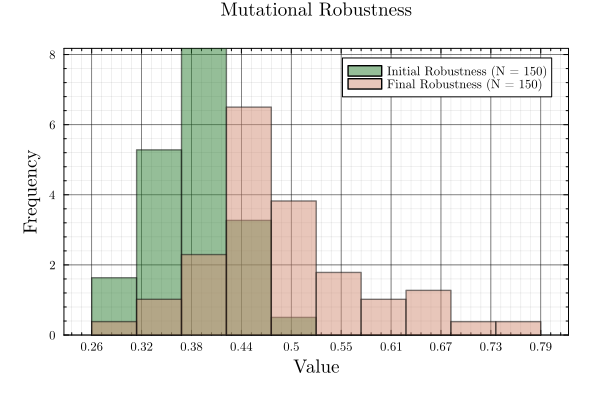 Mutational Robustness
Initial Robustness (N = 150)
Final Robustness (N = 150)
Frequency
8
6
4
2
0
0.26 0.32 0.38 0.44 0.5 0.55 0.61 0.67 0.73 0.79
Value